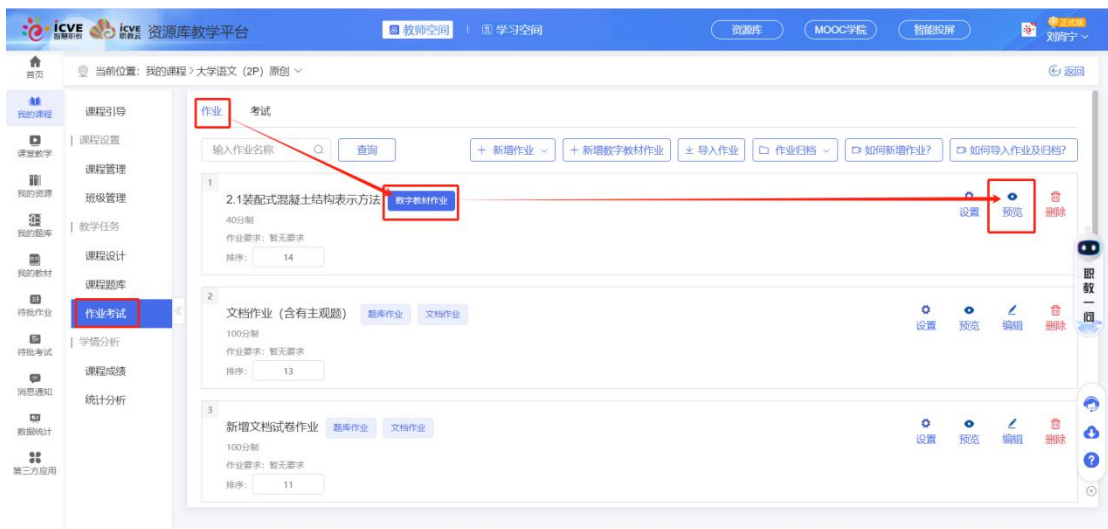 icve 智慧职教 icve 职教云 资源库教学平台 教师空间 学习空间 资源库 MOOC学院 智能投屏 正式版 刘宵宁
首页
当前位置：我的课程 > 大学语文（2P）原创 返回
我的课程
课堂教学
我的资源
我的题库
我的教材
待批作业
待批考试
消息通知
数据统计
第三方应用
课程引导
课程设置
课程管理
班级管理
教学任务
课程设计
课程题库
作业考试
学情分析
课程成绩
统计分析
作业 考试
输入作业名称 查询 + 新增作业 + 新增数字教材作业 导入作业 作业归档 如何新增作业？ 如何导入作业及归档？
1
2.1装配式混凝土结构表示方法 数字教材作业 设置 预览 删除
40分制
作业要求：暂无要求
排序： 14
2
文档作业（含有主观题） 题库作业 文档作业 设置 预览 编辑 删除
100分制
作业要求：暂无要求
排序： 13
3
新增文档试卷作业 题库作业 文档作业 设置 预览 编辑 删除
100分制
作业要求：暂无要求
排序： 11
职教一问